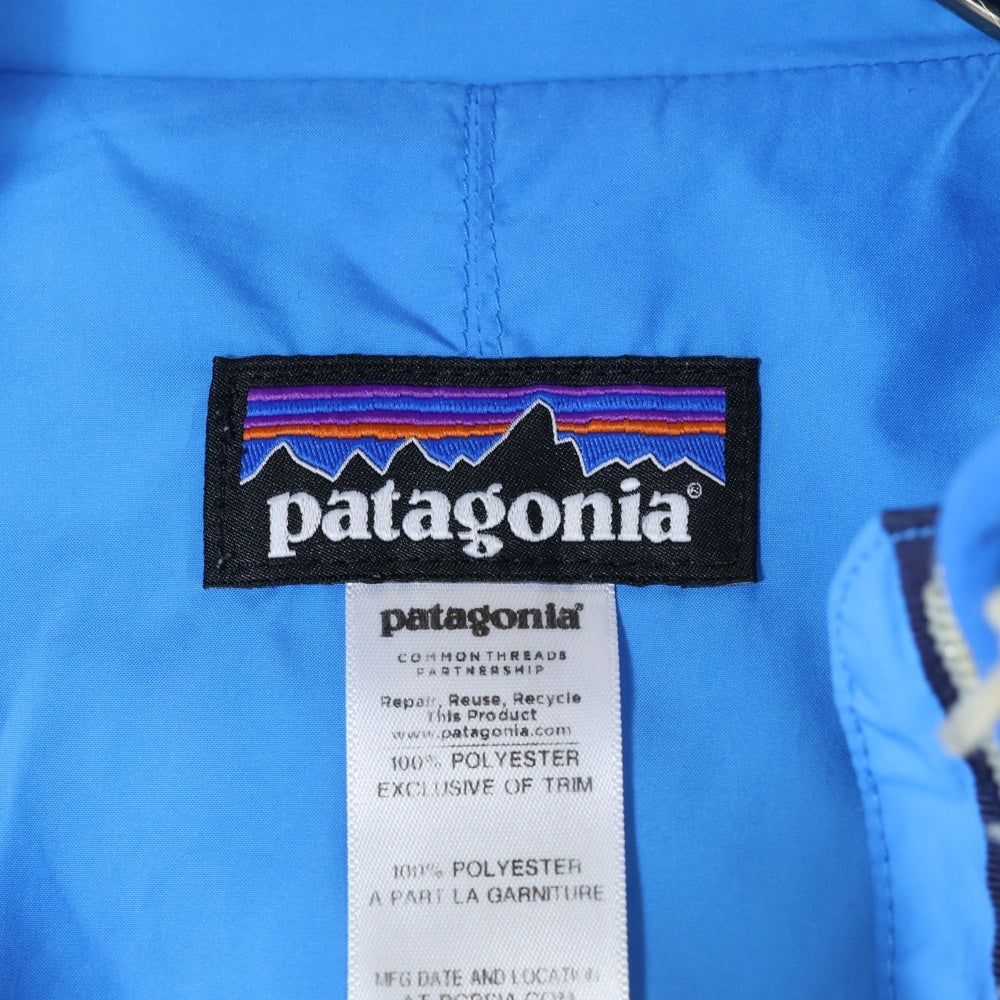 patagonia®
patagonia®
COMMON THREADS
PARTNERSHIP
Repair, Reuse, Recycle
This Product
www.patagonia.com
100% POLYESTER
EXCLUSIVE OF TRIM
100% POLYESTER
A PART LA GARNITURE
MFG DATE AND LOCATION
AT